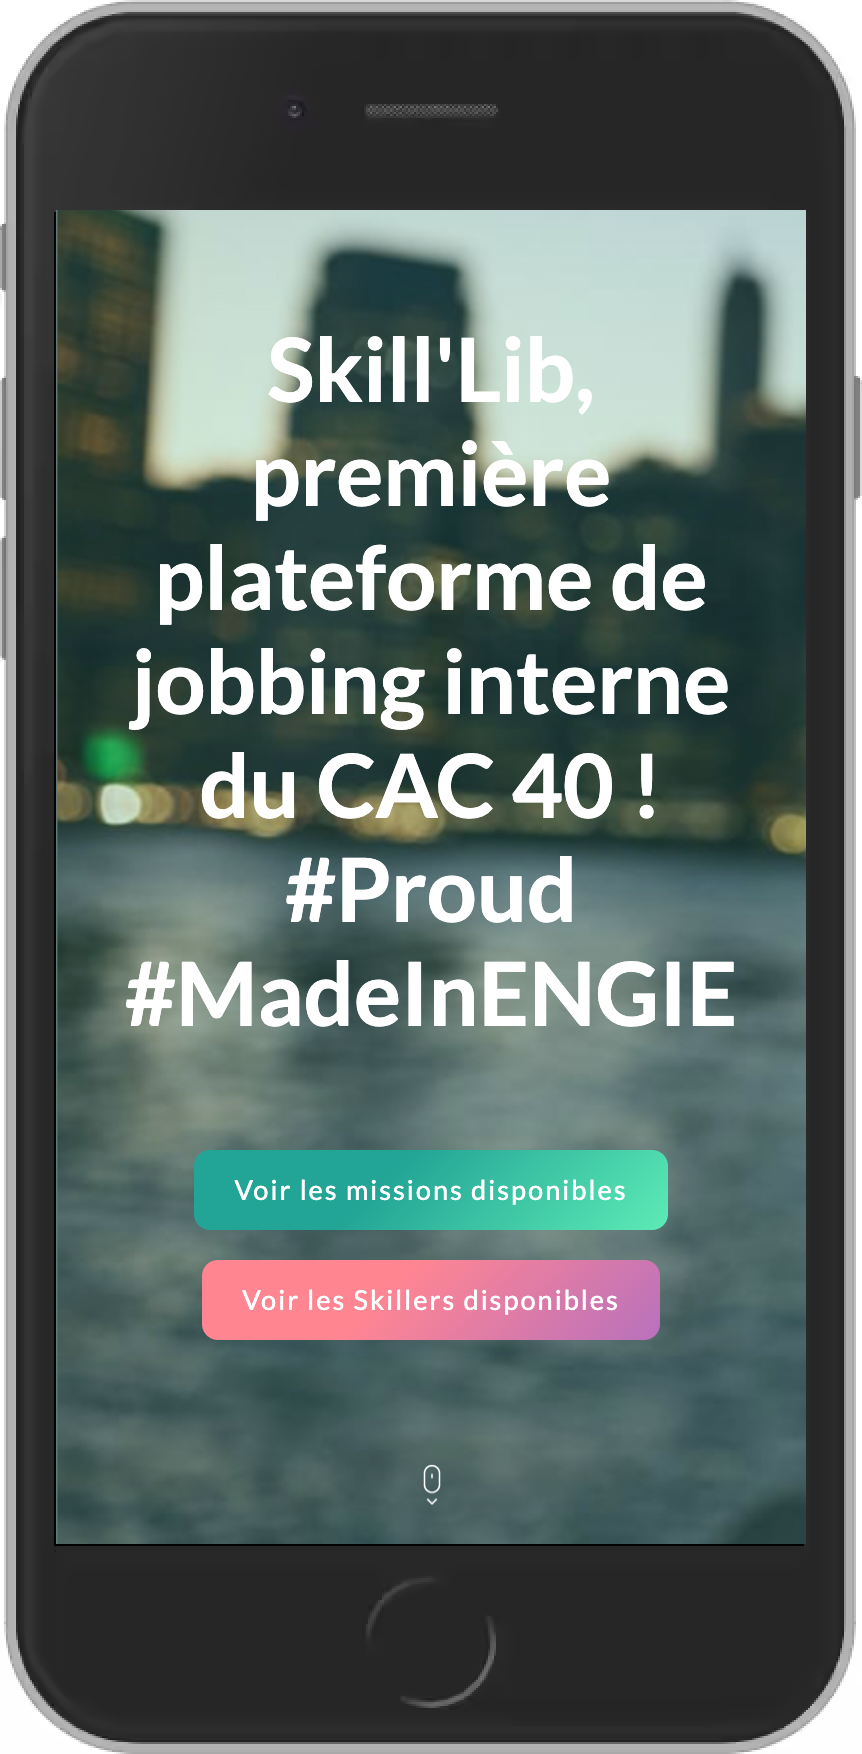 Skill'Lib,
première
plateforme de
jobbing interne
du CAC 40 !
#Proud
#MadeInENGIE
Voir les missions disponibles
Voir les Skillers disponibles